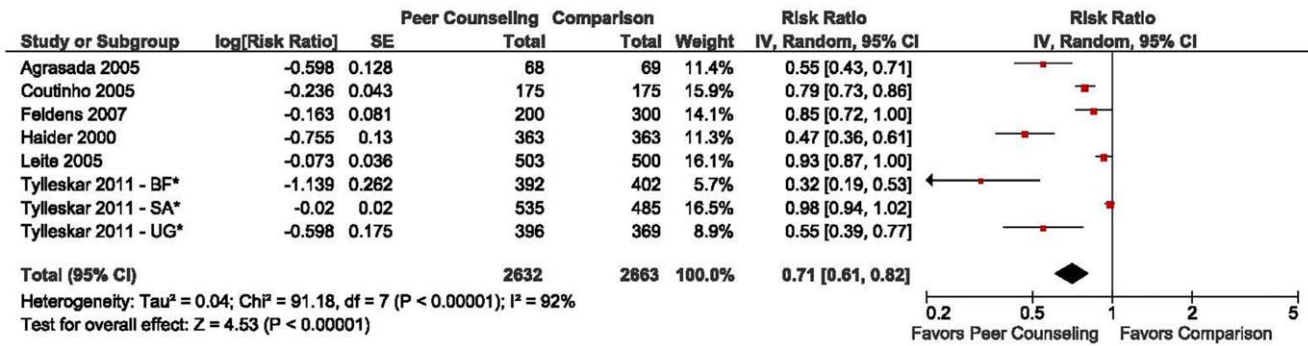 Peer Counseling Comparison Risk Ratio Risk Ratio
Study or Subgroup log[Risk Ratio] SE Total Total Weight IV, Random, 95% CI IV, Random, 95% CI
Agrasada 2005 -0.598 0.128 68 69 11.4% 0.55 [0.43, 0.71]
Coutinho 2005 -0.236 0.043 175 175 15.9% 0.79 [0.73, 0.86]
Feldens 2007 -0.163 0.081 200 300 14.1% 0.85 [0.72, 1.00]
Haider 2000 -0.755 0.13 363 363 11.3% 0.47 [0.36, 0.61]
Leite 2005 -0.073 0.036 503 500 16.1% 0.93 [0.87, 1.00]
Tylleskar 2011 - BF* -1.139 0.262 392 402 5.7% 0.32 [0.19, 0.53]
Tylleskar 2011 - SA* -0.02 0.02 535 485 16.5% 0.98 [0.94, 1.02]
Tylleskar 2011 - UG* -0.598 0.175 396 369 8.9% 0.55 [0.39, 0.77]
Total (95% CI) 2632 2663 100.0% 0.71 [0.61, 0.82]
Heterogeneity: Tau² = 0.04; Chi² = 91.18, df = 7 (P < 0.00001); I² = 92%
Test for overall effect: Z = 4.53 (P < 0.00001)
0.2 0.5 1 2 5
Favors Peer Counseling Favors Comparison